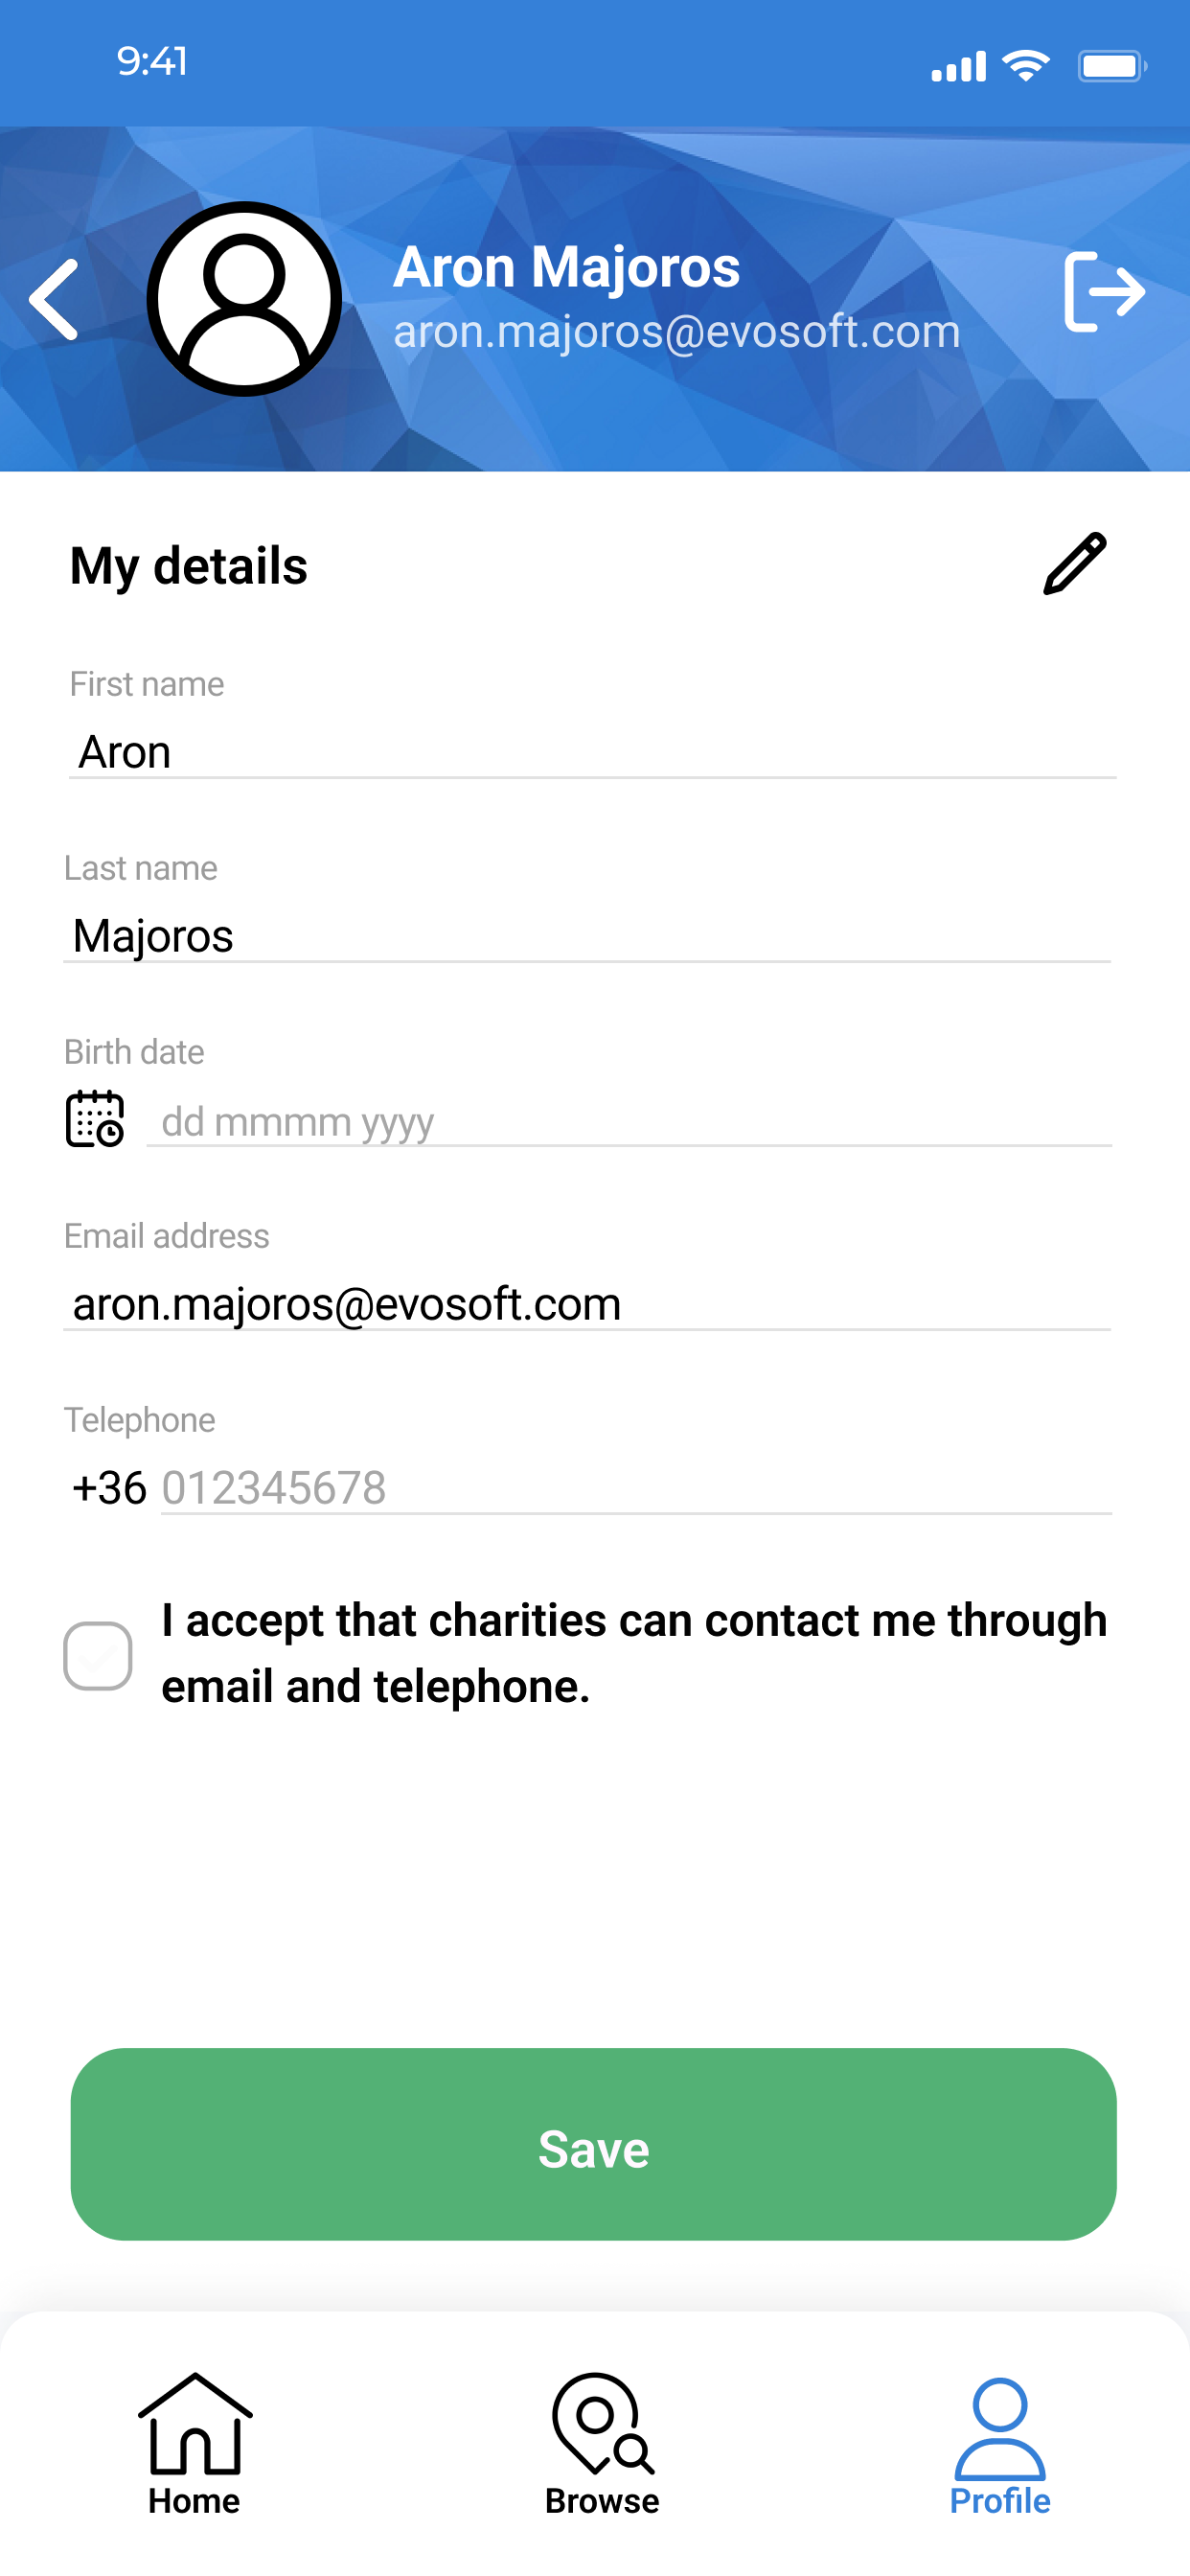 9:41
Aron Majoros
aron.majoros@evosoft.com
My details
First name
Aron
Last name
Majoros
Birth date
dd mmmm yyyy
Email address
aron.majoros@evosoft.com
Telephone
+36 012345678
I accept that charities can contact me through
email and telephone.
Save
Home
Browse
Profile